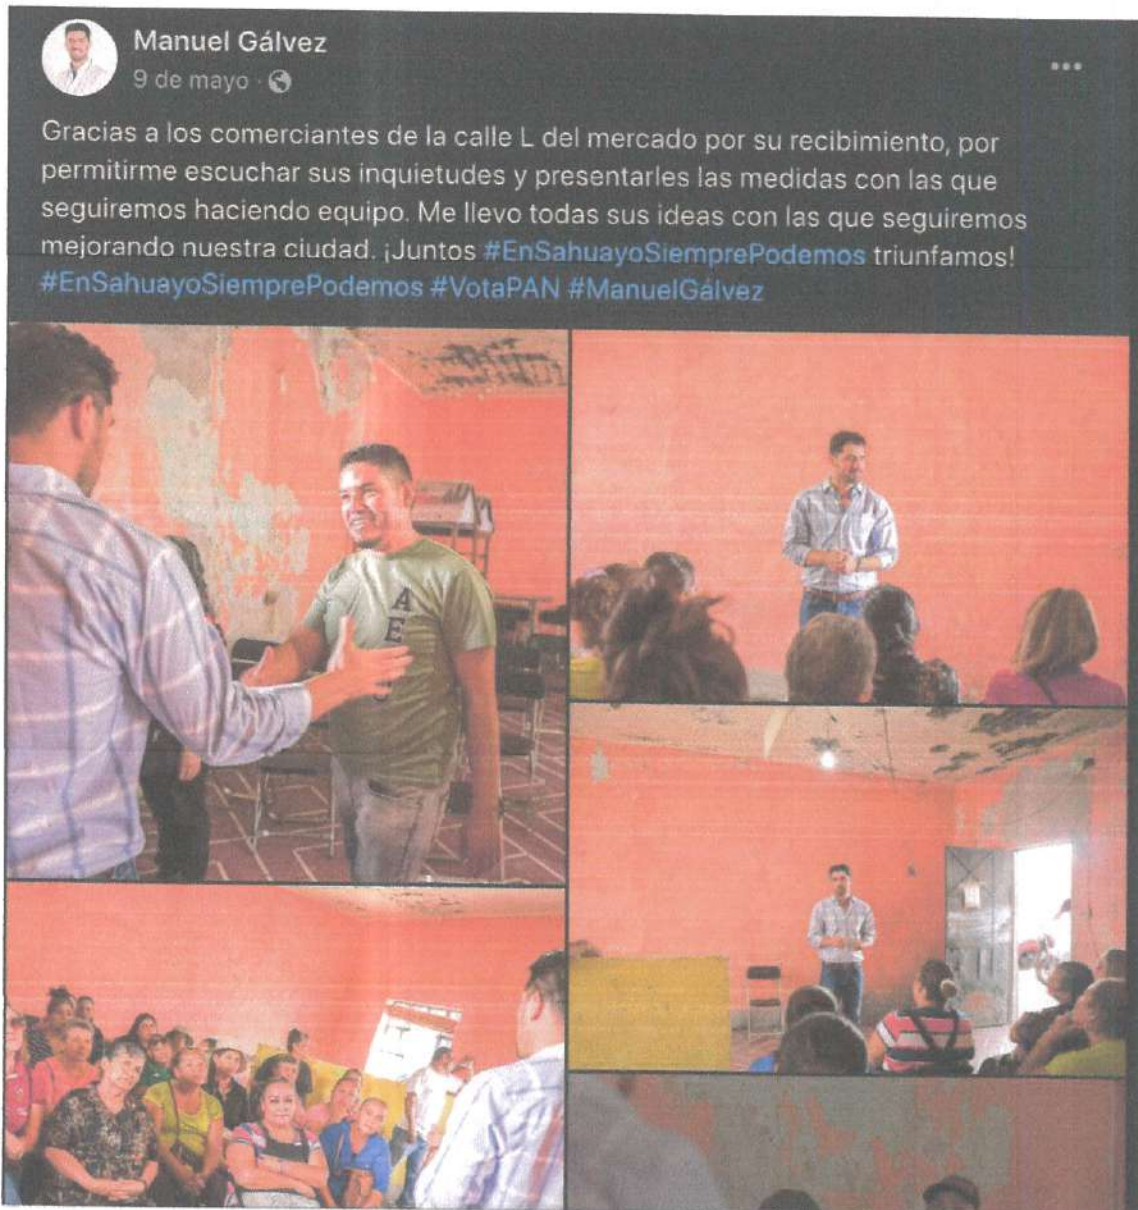 Manuel Gálvez
9 de mayo ·
Gracias a los comerciantes de la calle L del mercado por su recibimiento, por
permitirme escuchar sus inquietudes y presentarles las medidas con las que
seguiremos haciendo equipo. Me llevo todas sus ideas con las que seguiremos
mejorando nuestra ciudad. ¡Juntos #EnSahuayoSiemprePodemos triunfamos!
#EnSahuayoSiemprePodemos #VotaPAN #ManuelGálvez
A
E